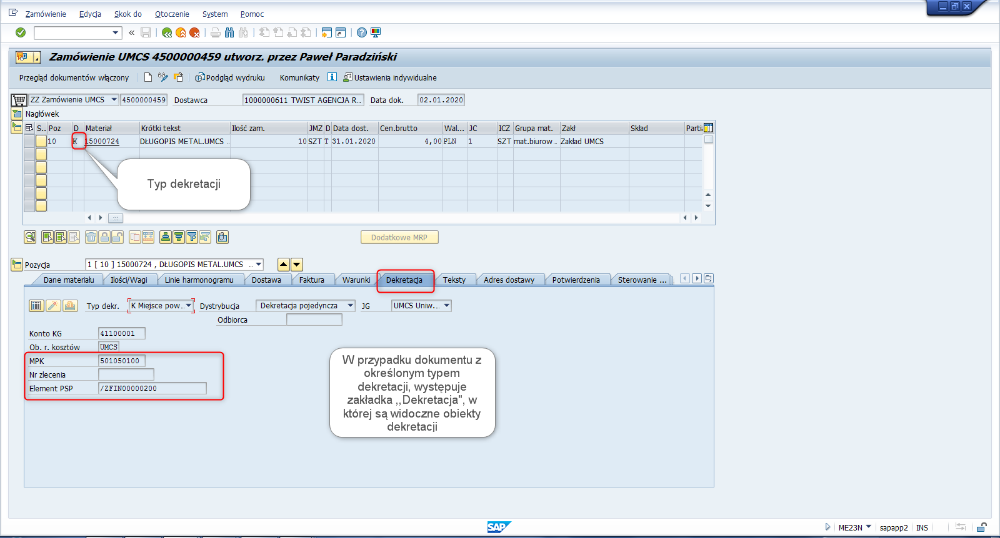 Zamówienie Edycja Skok do Otoczenie System Pomoc
Zamówienie UMCS 4500000459 utworz. przez Paweł Paradziński
Przegląd dokumentów włączony Podgląd wydruku Komunikaty Ustawienia indywidualne
ZZ Zamówienie UMCS 4500000459 Dostawca 1000000611 TWIST AGENCJA R... Data dok. 02.01.2020
Nagłówek
S.. Poz D Materiał Krótki tekst Ilość zam. JMZ D Data dost. Cen.brutto Wal... JC ICZ Grupa mat. Zakł Skład Parti
10 K 15000724 DŁUGOPIS METAL.UMCS .. 10 SZT T 31.01.2020 4,00 PLN 1 SZT mat.biurow... Zakład UMCS
Typ dekretacji
Dodatkowe MRP
Pozycja 1 [ 10 ] 15000724 , DŁUGOPIS METAL.UMCS ...
Dane materiału Ilości/Wagi Linie harmonogramu Dostawa Faktura Warunki Dekretacja Teksty Adres dostawy Potwierdzenia Sterowanie ...
Typ dekr. K Miejsce pow... Dystrybucja Dekretacja pojedyncza JG UMCS Uniw....
Odbiorca
Konto KG 41100001
Ob. r. kosztów UMCS
MPK 501050100
Nr zlecenia
Element PSP /ZFIN00000200
W przypadku dokumentu z
określonym typem
dekretacji, występuje
zakładka ,,Dekretacja", w
której są widoczne obiekty
dekretacji
SAP ME23N sapapp2 INS